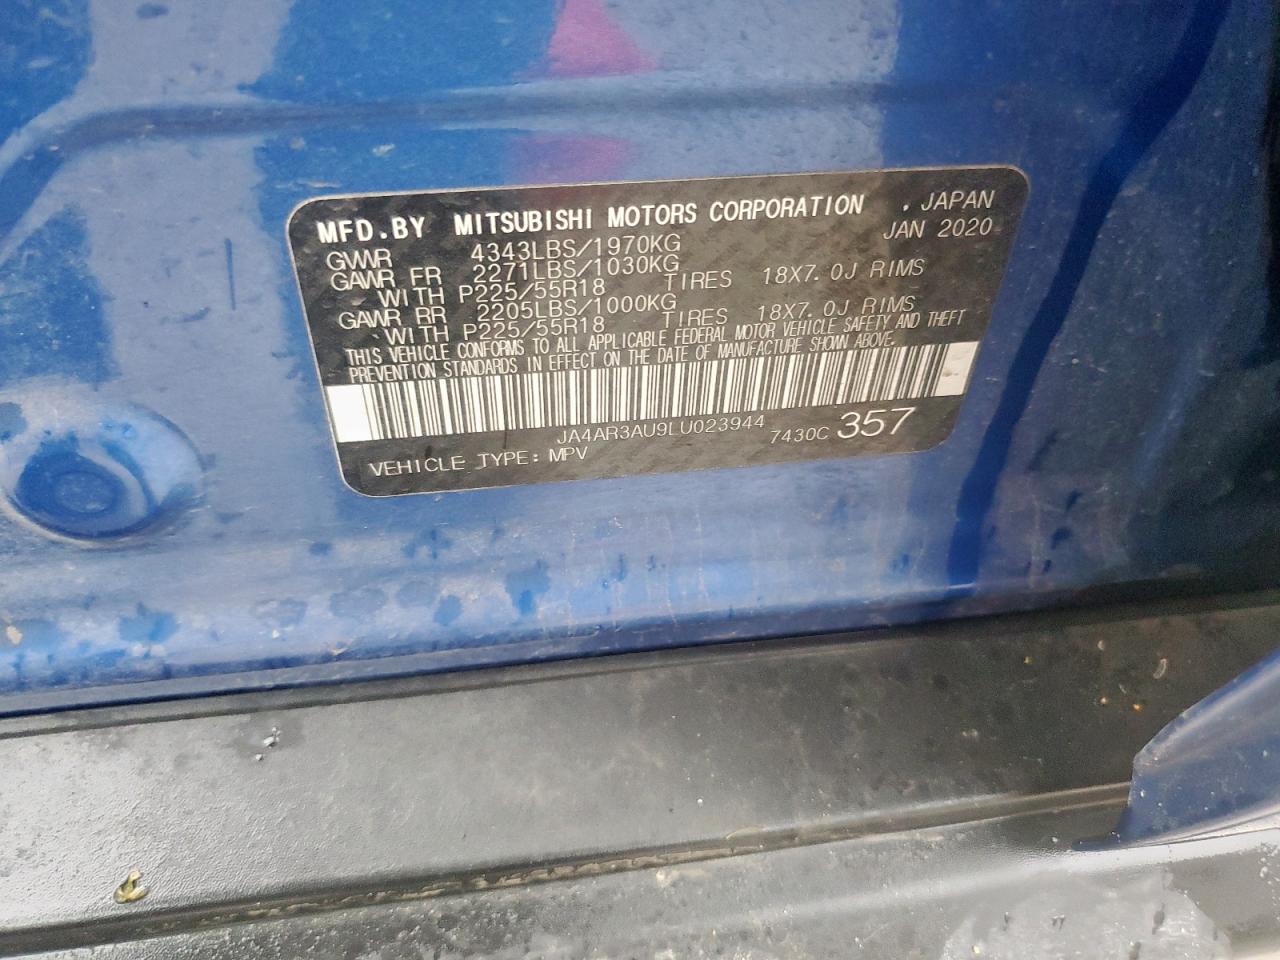 MFD.BY MITSUBISHI MOTORS CORPORATION , JAPAN
GVWR 4343LBS/1970KG JAN 2020
GAWR FR 2271LBS/1030KG
WITH P225/55R18 TIRES 18X7.0J RIMS
GAWR RR 2205LBS/1000KG
WITH P225/55R18 TIRES 18X7.0J RIMS
THIS VEHICLE CONFORMS TO ALL APPLICABLE FEDERAL MOTOR VEHICLE SAFETY AND THEFT
PREVENTION STANDARDS IN EFFECT ON THE DATE OF MANUFACTURE SHOWN ABOVE.
JA4AR3AU9LU023944 7430C 357
VEHICLE TYPE: MPV